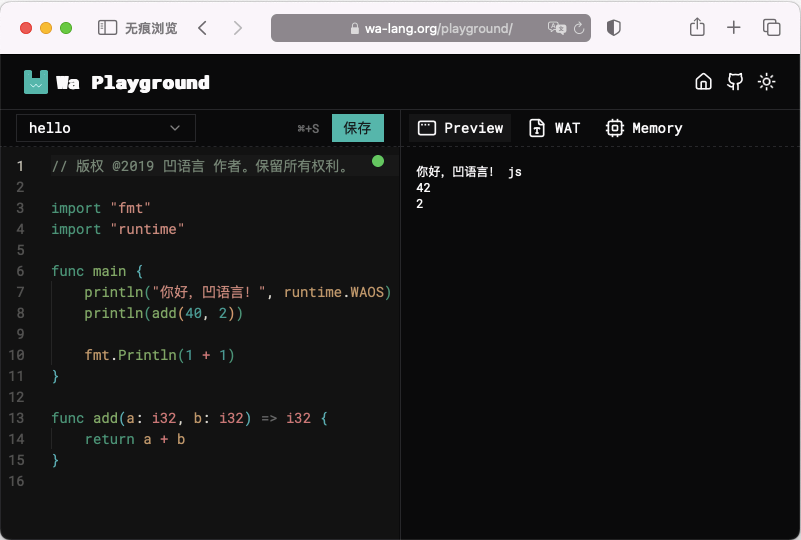 无痕浏览
wa-lang.org/playground/
Wa Playground
hello
⌘+S
保存
Preview
WAT
Memory
1 // 版权 @2019 凹语言 作者。保留所有权利。
2
3 import "fmt"
4 import "runtime"
5
6 func main {
7 println("你好，凹语言！", runtime.WAOS)
8 println(add(40, 2))
9
10 fmt.Println(1 + 1)
11 }
12
13 func add(a: i32, b: i32) => i32 {
14 return a + b
15 }
16
你好，凹语言！ js
42
2